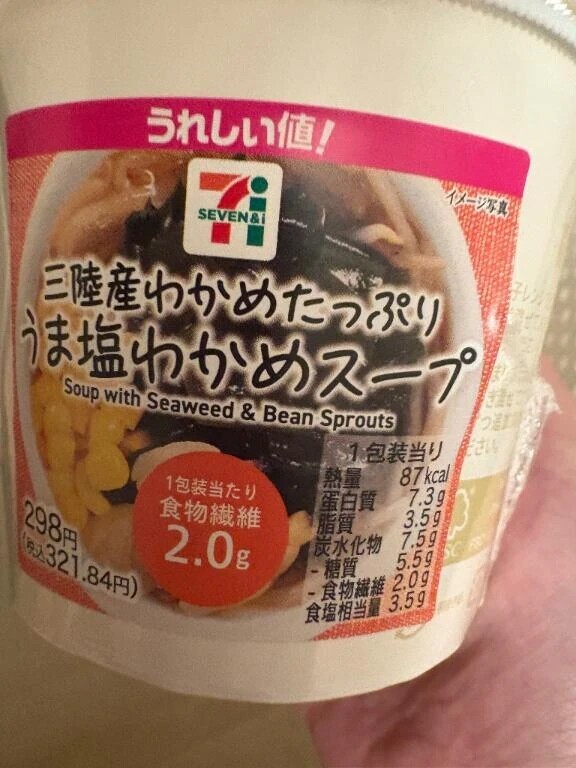 うれしい値!
SEVEN&i
イメージ写真
三陸産わかめたっぷり
うま塩わかめスープ
Soup with Seaweed & Bean Sprouts
1包装当たり
食物繊維
2.0g
298円
(税込321.84円)
1包装当り
熱量 87kcal
蛋白質 7.3g
脂質 3.5g
炭水化物 7.5g
- 糖質 5.5g
- 食物繊維 2.0g
食塩相当量 3.5g